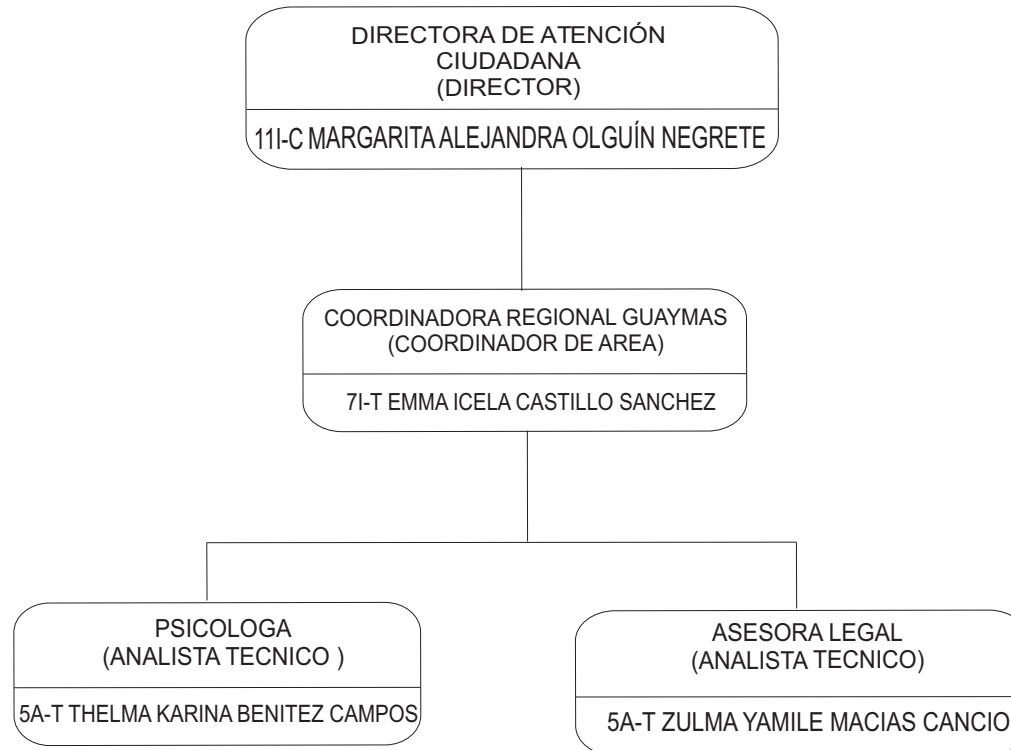 DIRECTORA DE ATENCIÓN
CIUDADANA
(DIRECTOR)
11I-C MARGARITA ALEJANDRA OLGUÍN NEGRETE
COORDINADORA REGIONAL GUAYMAS
(COORDINADOR DE AREA)
7I-T EMMA ICELA CASTILLO SANCHEZ
PSICOLOGA
(ANALISTA TECNICO )
5A-T THELMA KARINA BENITEZ CAMPOS
ASESORA LEGAL
(ANALISTA TECNICO)
5A-T ZULMA YAMILE MACIAS CANCIO